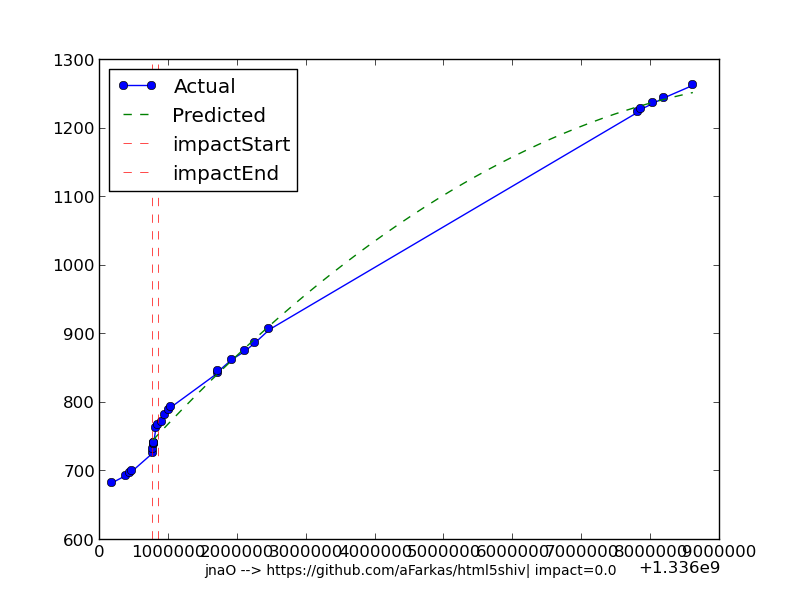 1300
1200
1100
1000
900
800
700
600
Actual
Predicted
impactStart
impactEnd
0 1000000 2000000 3000000 4000000 5000000 6000000 7000000 8000000 9000000
+1.336e9
jnaO --> https://github.com/aFarkas/html5shiv| impact=0.0